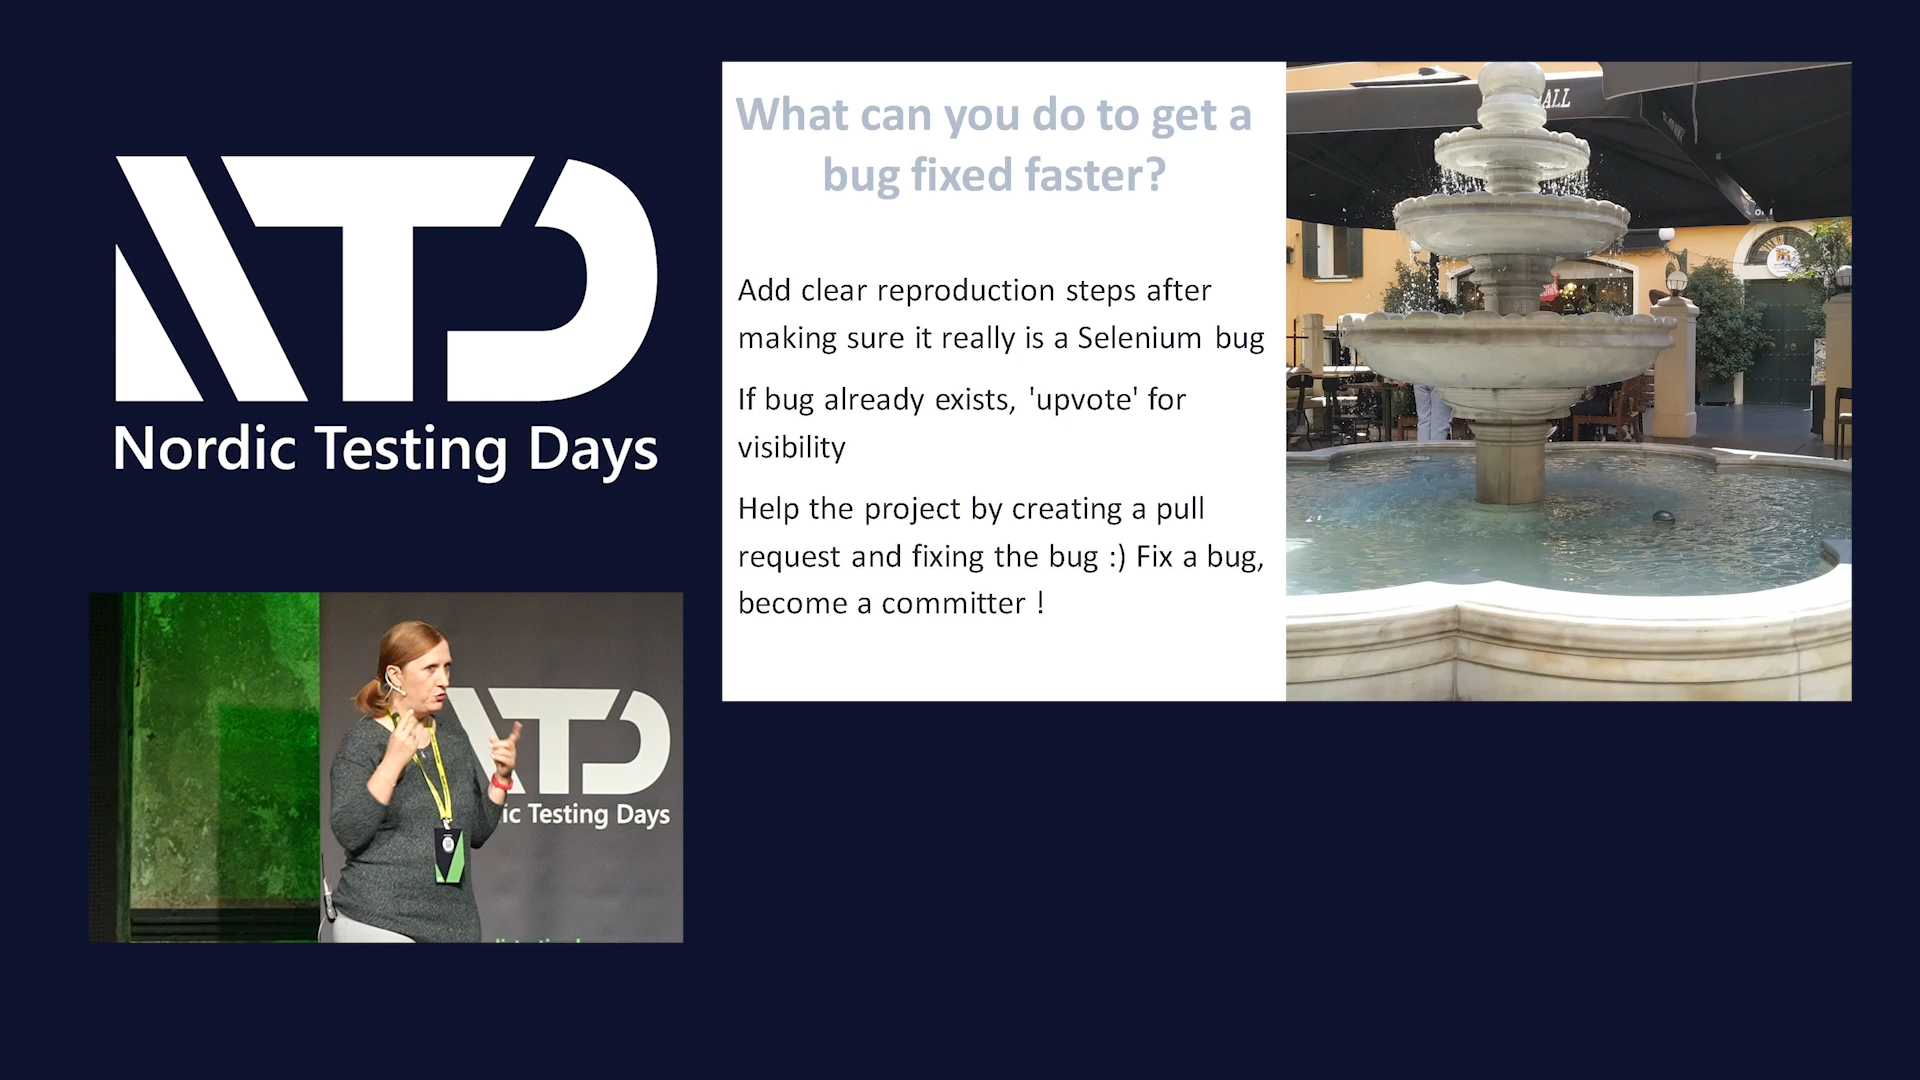 Nordic Testing Days
What can you do to get a
bug fixed faster?
Add clear reproduction steps after
making sure it really is a Selenium bug
If bug already exists, 'upvote' for
visibility
Help the project by creating a pull
request and fixing the bug :) Fix a bug,
become a committer !
ALL
NTD
ic Testing Days